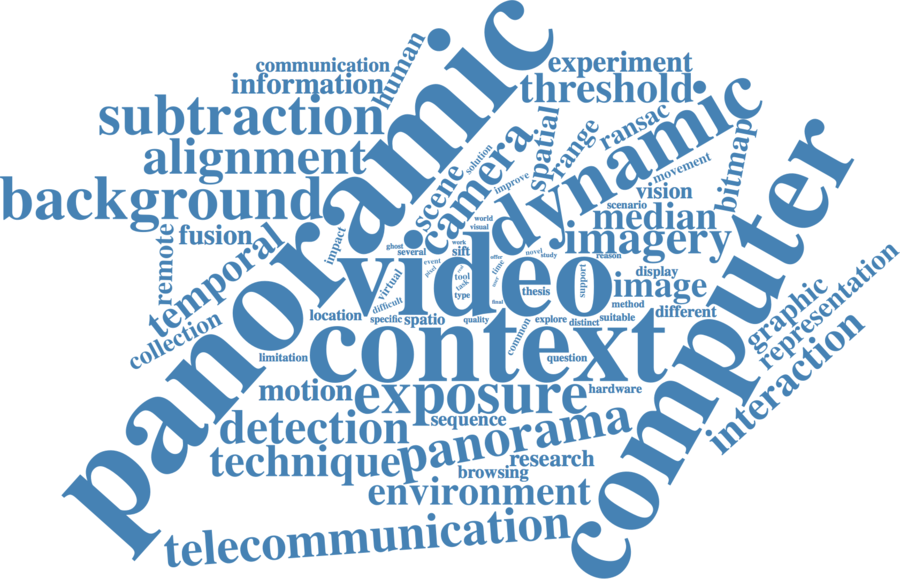 panoramic
computer
video
context
dynamic
background
subtraction
alignment
information
communication
human
experiment
threshold
spatial
range
ransac
movement
bitmap
vision
scenario
median
imagery
reason
camera
scene
solution
improve
world
visual
fusion
remote
temporal
collection
impact
ghost
several
work
sift
event
tool
task
type
time
offer
novel
study
support
thesis
virtual
difficult
specific
spatio
location
limitation
quality
final
common
explore
distinct
suitable
method
different
display
image
question
hardware
motion
exposure
sequence
detection
panorama
technique
browsing
research
environment
telecommunication
graphic
representation
interaction